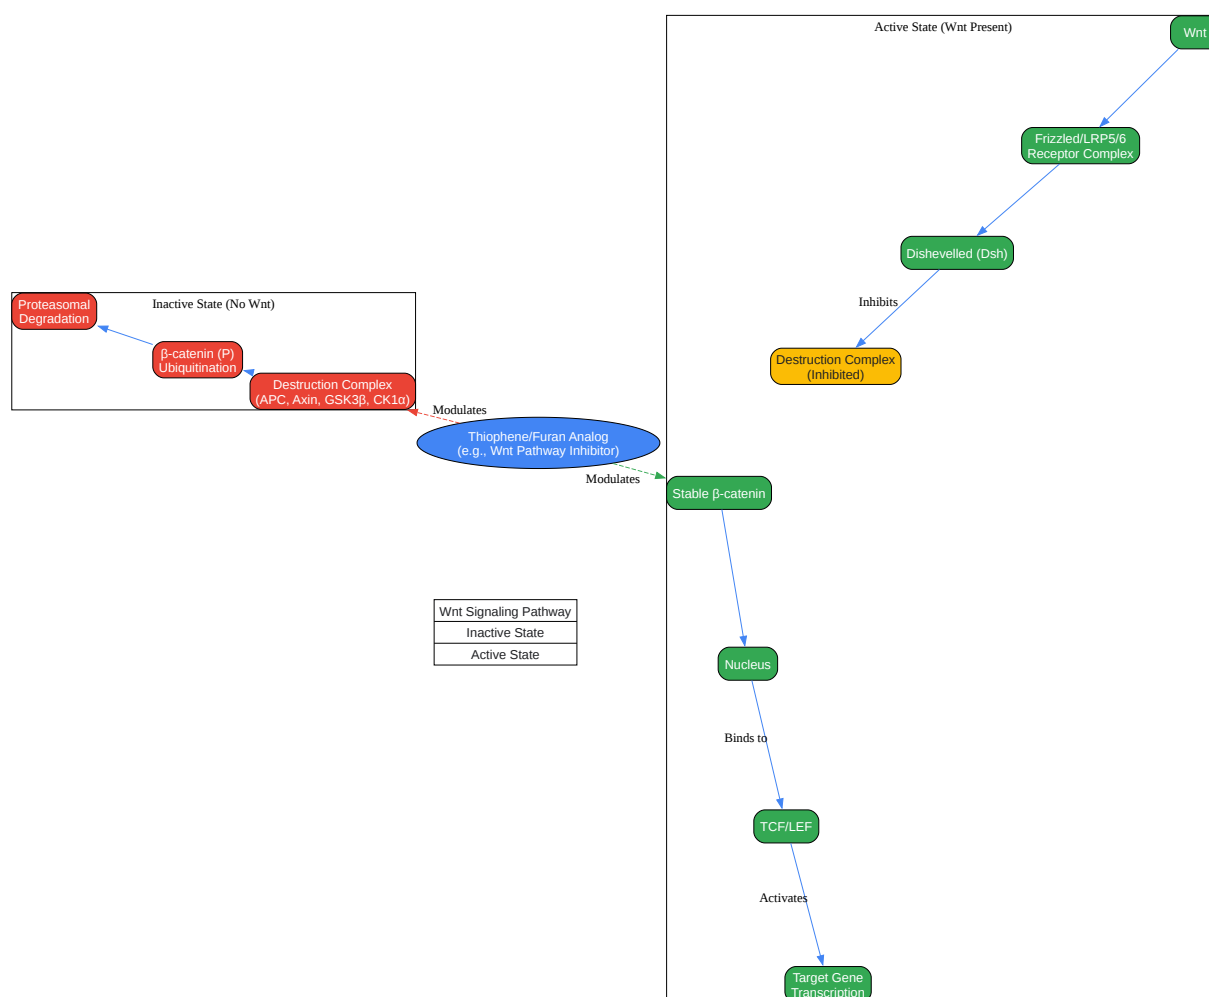 Active State (Wnt Present)
Wnt
Frizzled/LRP5/6
Receptor Complex
Dishevelled (Dsh)
Inhibits
Destruction Complex
(Inhibited)
Inactive State (No Wnt)
Proteasomal
Degradation
β-catenin (P)
Ubiquitination
Destruction Complex
(APC, Axin, GSK3β, CK1α)
Modulates
Thiophene/Furan Analog
(e.g., Wnt Pathway Inhibitor)
Modulates
Stable β-catenin
Wnt Signaling Pathway
Inactive State
Active State
Nucleus
Binds to
TCF/LEF
Activates
Target Gene
Transcription